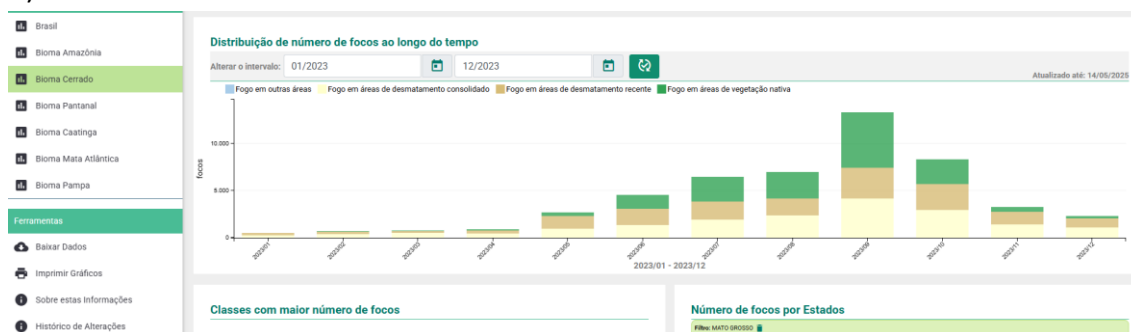 Brasil
Bioma Amazônia
Bioma Cerrado
Bioma Pantanal
Bioma Caatinga
Bioma Mata Atlântica
Bioma Pampa
Ferramentas
Baixar Dados
Imprimir Gráficos
Sobre estas Informações
Histórico de Alterações
Distribuição de número de focos ao longo do tempo
Alterar o intervalo: 01/2023 12/2023
Atualizado até: 14/05/2025
Fogo em outras áreas Fogo em áreas de desmatamento consolidado Fogo em áreas de desmatamento recente Fogo em áreas de vegetação nativa
focos
10.000
5.000
0
2023/01 2023/02 2023/03 2023/04 2023/05 2023/06 2023/07 2023/08 2023/09 2023/10 2023/11 2023/12
2023/01 - 2023/12
Classes com maior número de focos
Número de focos por Estados
Filtro: MATO GROSSO